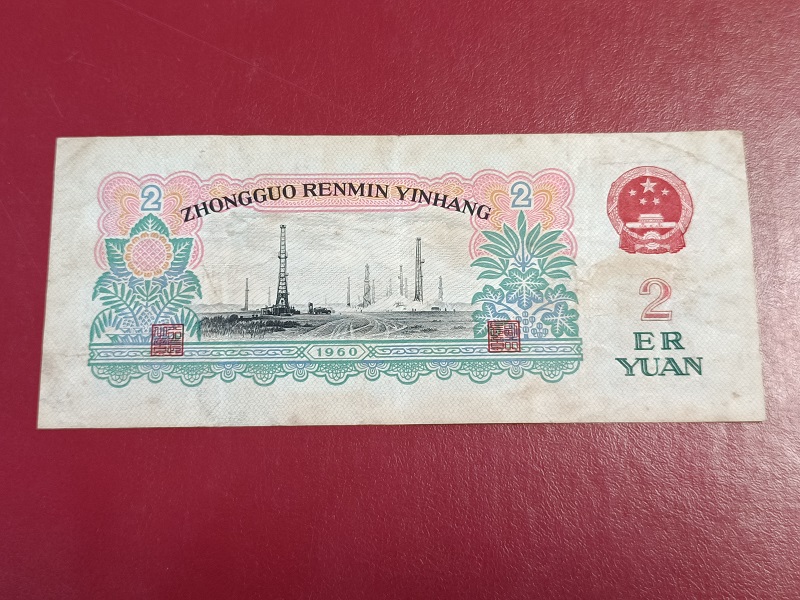 2
2
ZHONGGUO RENMIN YINHANG
1960
2
ER
YUAN